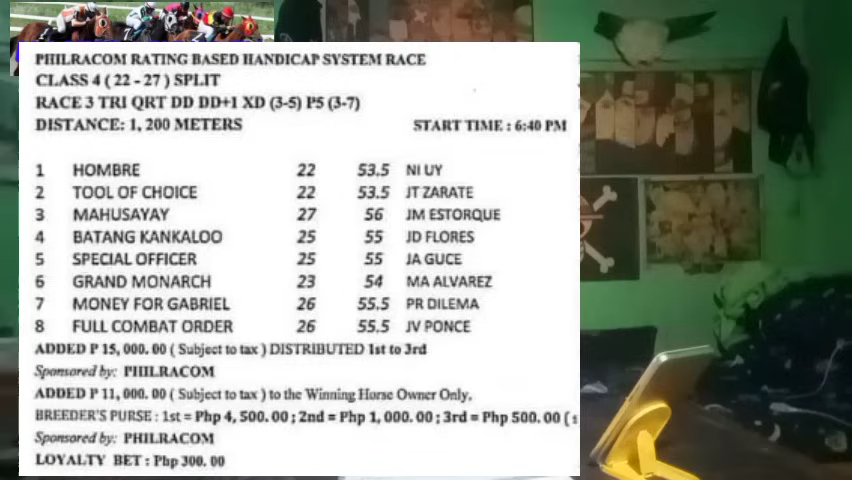 PHILRACOM RATING BASED HANDICAP SYSTEM RACE
CLASS 4 ( 22 - 27 ) SPLIT
RACE 3 TRI QRT DD DD+1 XD (3-5) P5 (3-7)
DISTANCE: 1, 200 METERS START TIME : 6:40 PM
1 HOMBRE 22 53.5 NI UY
2 TOOL OF CHOICE 22 53.5 JT ZARATE
3 MAHUSAYAY 27 56 JM ESTORQUE
4 BATANG KANKALOO 25 55 JD FLORES
5 SPECIAL OFFICER 25 55 JA GUCE
6 GRAND MONARCH 23 54 MA ALVAREZ
7 MONEY FOR GABRIEL 26 55.5 PR DILEMA
8 FULL COMBAT ORDER 26 55.5 JV PONCE
ADDED P 15, 000. 00 ( Subject to tax ) DISTRIBUTED 1st to 3rd
Sponsored by: PHILRACOM
ADDED P 11, 000. 00 ( Subject to tax ) to the Winning Horse Owner Only.
BREEDER'S PURSE : 1st = Php 4, 500. 00 ; 2nd = Php 1, 000. 00 ; 3rd = Php 500. 00 (
Sponsored by: PHILRACOM
LOYALTY BET : Php 300. 00